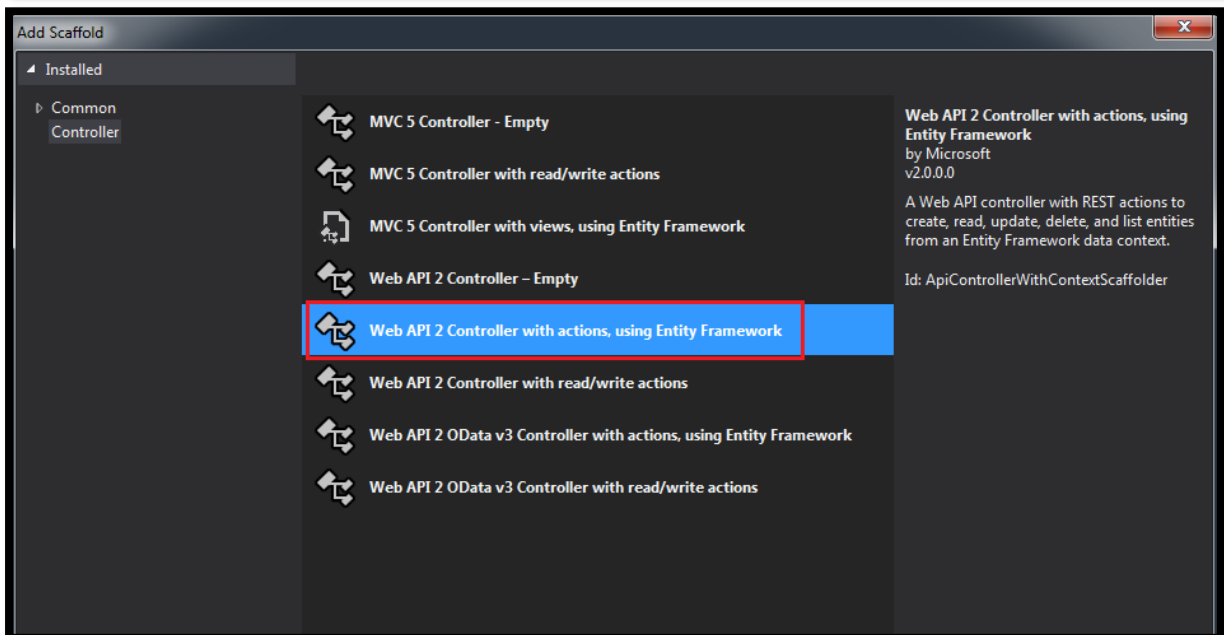 Add Scaffold
X
Installed
Common
Controller
MVC 5 Controller - Empty
MVC 5 Controller with read/write actions
MVC 5 Controller with views, using Entity Framework
Web API 2 Controller – Empty
Web API 2 Controller with actions, using Entity Framework
Web API 2 Controller with read/write actions
Web API 2 OData v3 Controller with actions, using Entity Framework
Web API 2 OData v3 Controller with read/write actions
Web API 2 Controller with actions, using
Entity Framework
by Microsoft
v2.0.0.0
A Web API controller with REST actions to
create, read, update, delete, and list entities
from an Entity Framework data context.
Id: ApiControllerWithContextScaffolder